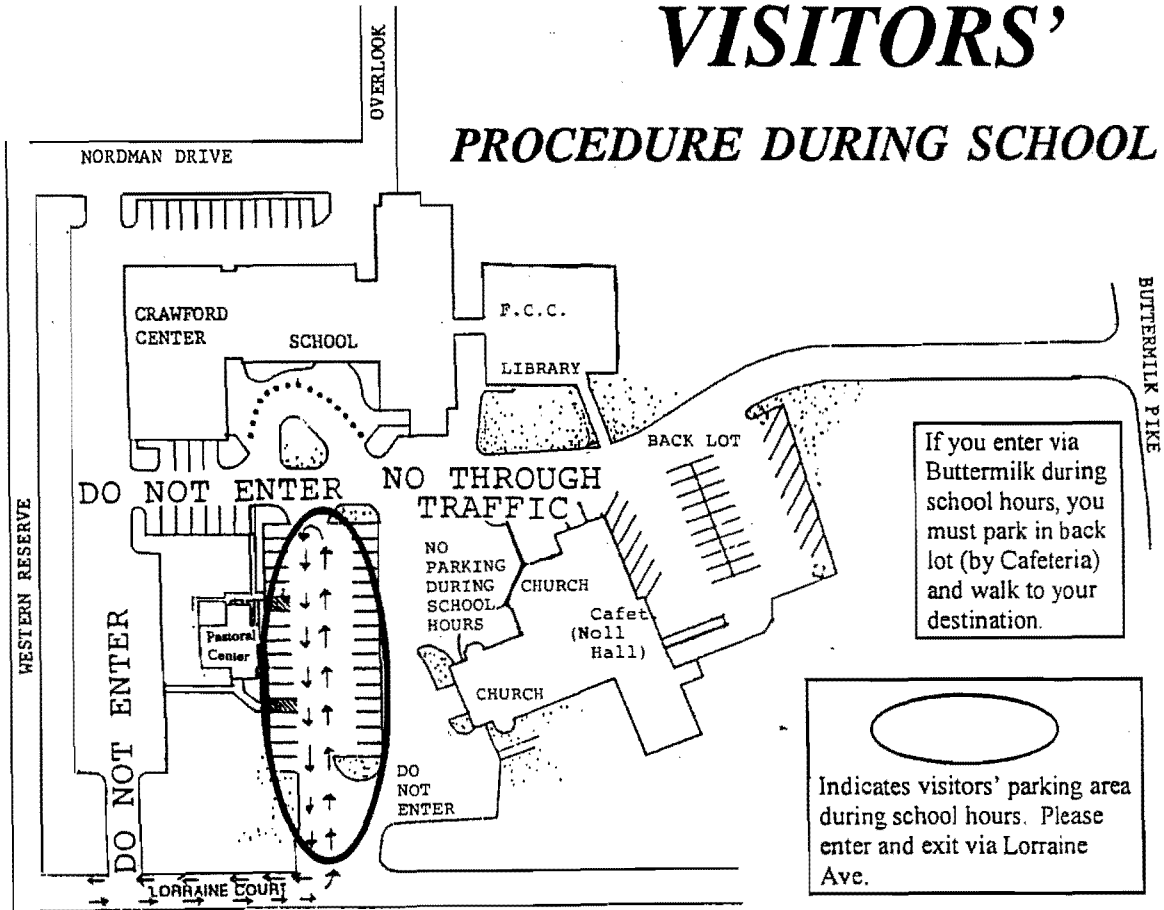 VISITORS'
PROCEDURE DURING SCHOOL
OVERLOOK
NORDMAN DRIVE
CRAWFORD
CENTER
SCHOOL
F.C.C.
LIBRARY
BUTTERMILK PIKE
BACK LOT
DO NOT ENTER
NO THROUGH
TRAFFIC
If you enter via
Buttermilk during
school hours, you
must park in back
lot (by Cafeteria)
and walk to your
destination.
WESTERN RESERVE
NO
PARKING
DURING
SCHOOL
HOURS
CHURCH
Cafet.
(Noll
Hall)
Pastoral
Center
DO NOT ENTER
CHURCH
DO
NOT
ENTER
DO NOT ENTER
LORRAINE COURT
Indicates visitors' parking area
during school hours. Please
enter and exit via Lorraine
Ave.